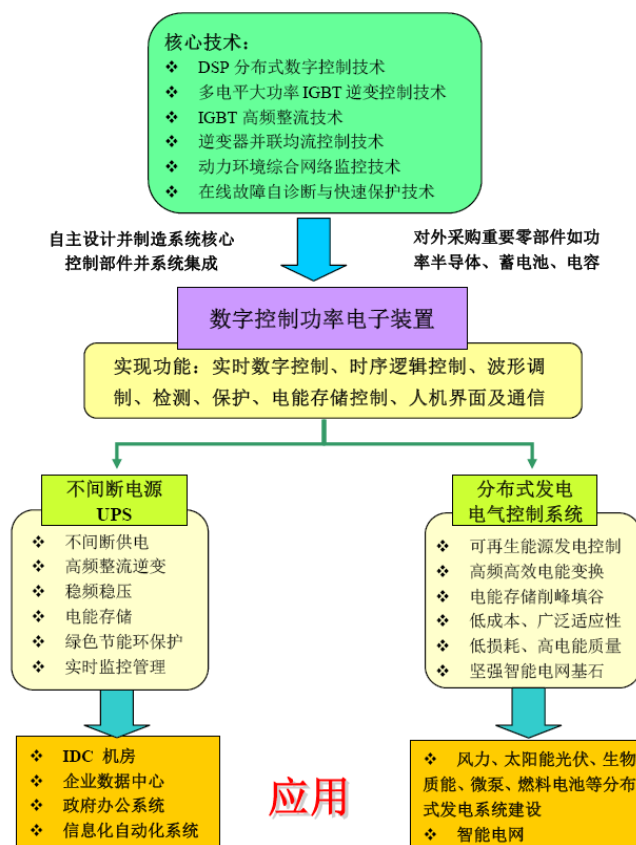 核心技术：
❖ DSP 分布式数字控制技术
❖ 多电平大功率 IGBT 逆变控制技术
❖ IGBT 高频整流技术
❖ 逆变器并联均流控制技术
❖ 动力环境综合网络监控技术
❖ 在线故障自诊断与快速保护技术
自主设计并制造系统核心
控制部件并系统集成
对外采购重要零部件如功
率半导体、蓄电池、电容
数字控制功率电子装置
实现功能：实时数字控制、时序逻辑控制、波形调
制、检测、保护、电能存储控制、人机界面及通信
不间断电源
UPS
❖ 不间断供电
❖ 高频整流逆变
❖ 稳频稳压
❖ 电能存储
❖ 绿色节能环保护
❖ 实时监控管理
分布式发电
电气控制系统
❖ 可再生能源发电控制
❖ 高频高效电能变换
❖ 电能存储削峰填谷
❖ 低成本、广泛适应性
❖ 低损耗、高电能质量
❖ 坚强智能电网基石
❖ IDC 机房
❖ 企业数据中心
❖ 政府办公系统
❖ 信息化自动化系统
应用
❖ 风力、太阳能光伏、生物
质能、微泵、燃料电池等分布
式发电系统建设
❖ 智能电网